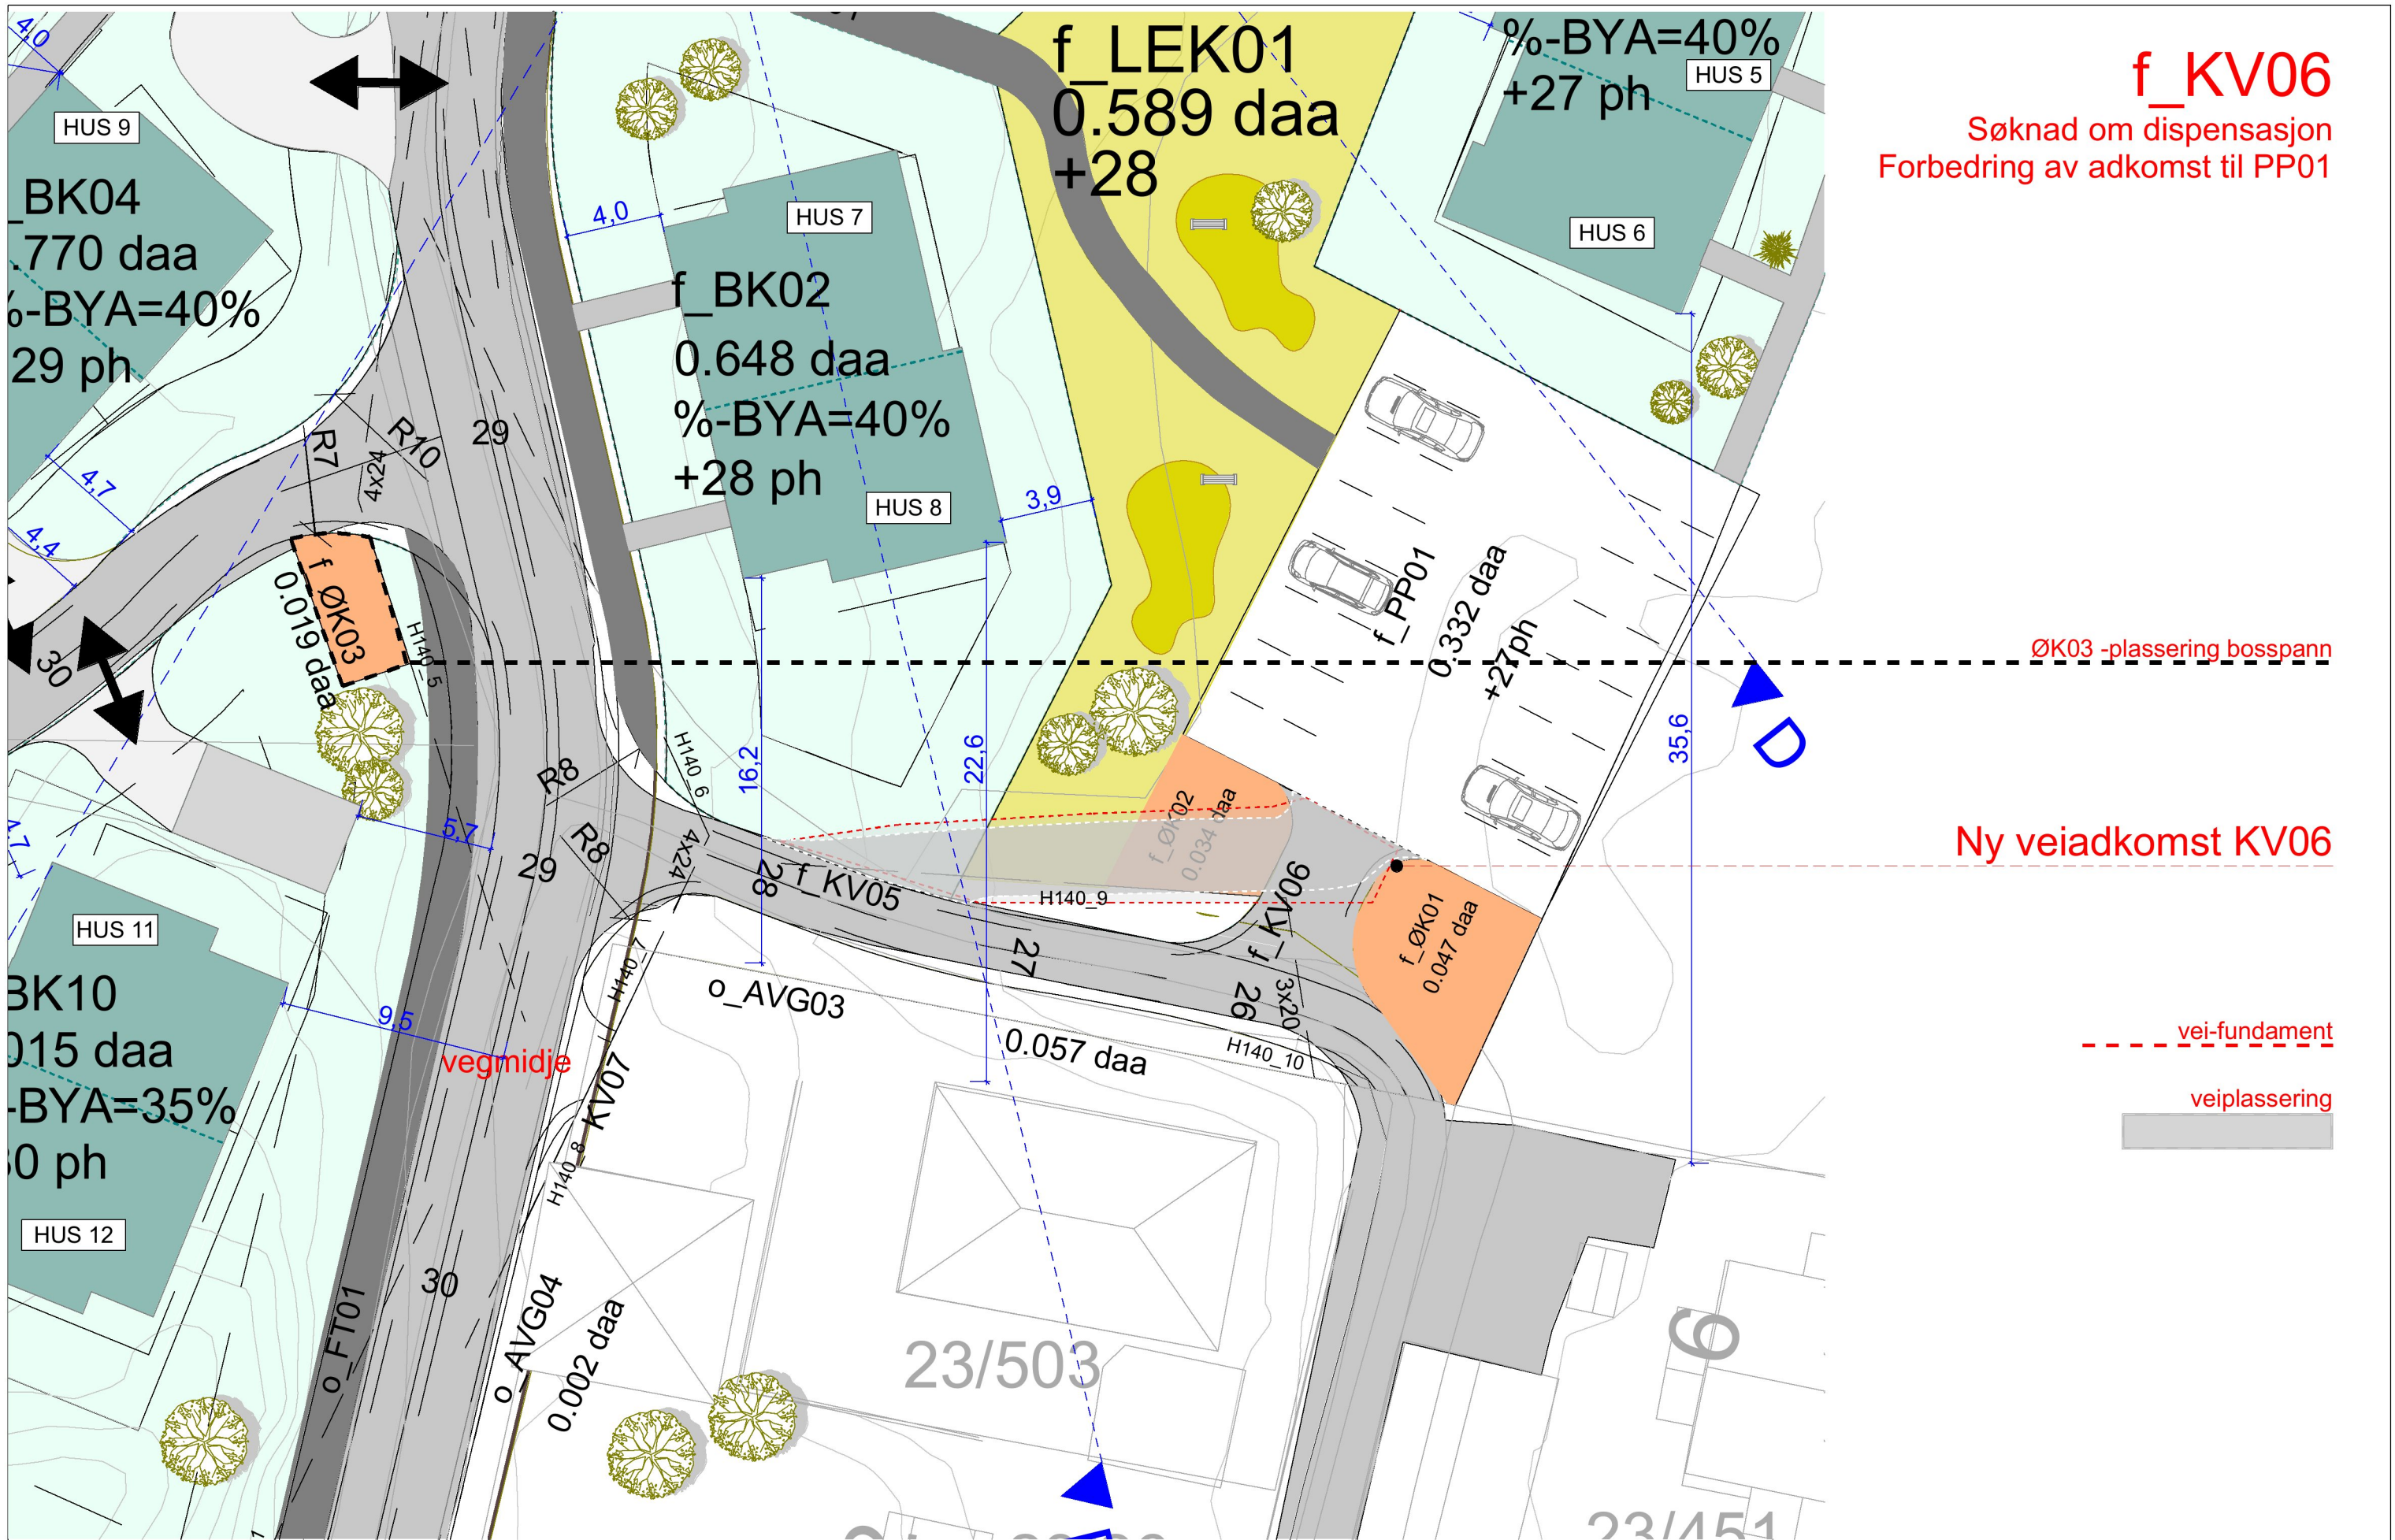 4,0
f_LEK01
0.589 daa
+28
%-BYA=40%
+27 ph
HUS 5
f_KV06
Søknad om dispensasjon
Forbedring av adkomst til PP01
HUS 9
_BK04
.770 daa
%-BYA=40%
29 ph
4,0
HUS 7
HUS 6
f_BK02
0.648 daa
%-BYA=40%
+28 ph
HUS 8
3,9
R7
R10
4x24
29
4,7
4,4
f_ØK03
0.019 daa
H140_5
30
f_PP01
0.332 daa
+27ph
ØK03 -plassering bosspann
D
35,6
16,2
22,6
H140_6
R8
R8
4x24
5,7
29
4,7
28
f_KV05
f_ØK02
0.034 daa
H140_9
f_KV06
Ny veiadkomst KV06
f_ØK01
0.047 daa
HUS 11
BK10
015 daa
-BYA=35%
30 ph
HUS 12
9,5
vegmidje
H140_7
o_AVG03
0.057 daa
27
26
3x20
H140_10
KV07
H140_8
vei-fundament
veiplassering
30
o_FT01
o_AVG04
0.002 daa
23/503
9
23/451